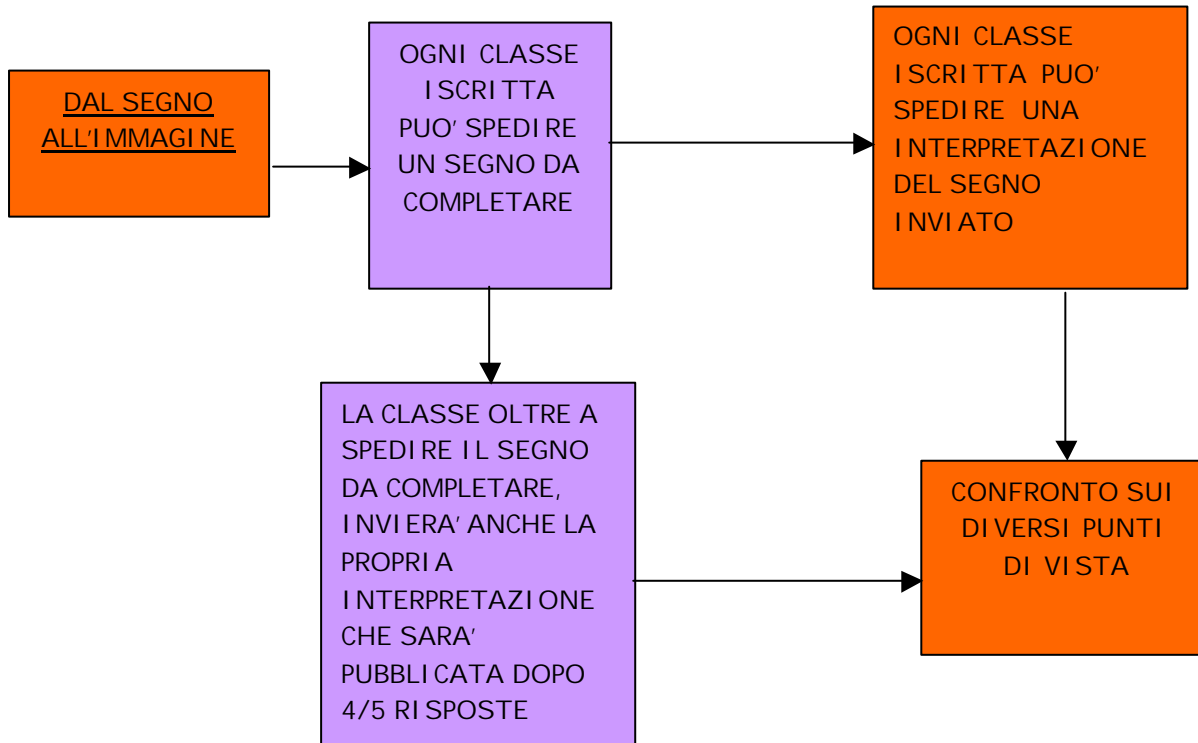 DAL SEGNO
ALL'IMMAGINE
OGNI CLASSE
ISCRITTA
PUO' SPEDIRE
UN SEGNO DA
COMPLETARE
OGNI CLASSE
ISCRITTA PUO'
SPEDIRE UNA
INTERPRETAZIONE
DEL SEGNO
INVIATO
LA CLASSE OLTRE A
SPEDIRE IL SEGNO
DA COMPLETARE,
INVIERA' ANCHE LA
PROPRIA
INTERPRETAZIONE
CHE SARA'
PUBBLICATA DOPO
4/5 RISPOSTE
CONFRONTO SUI
DIVERSI PUNTI
DI VISTA